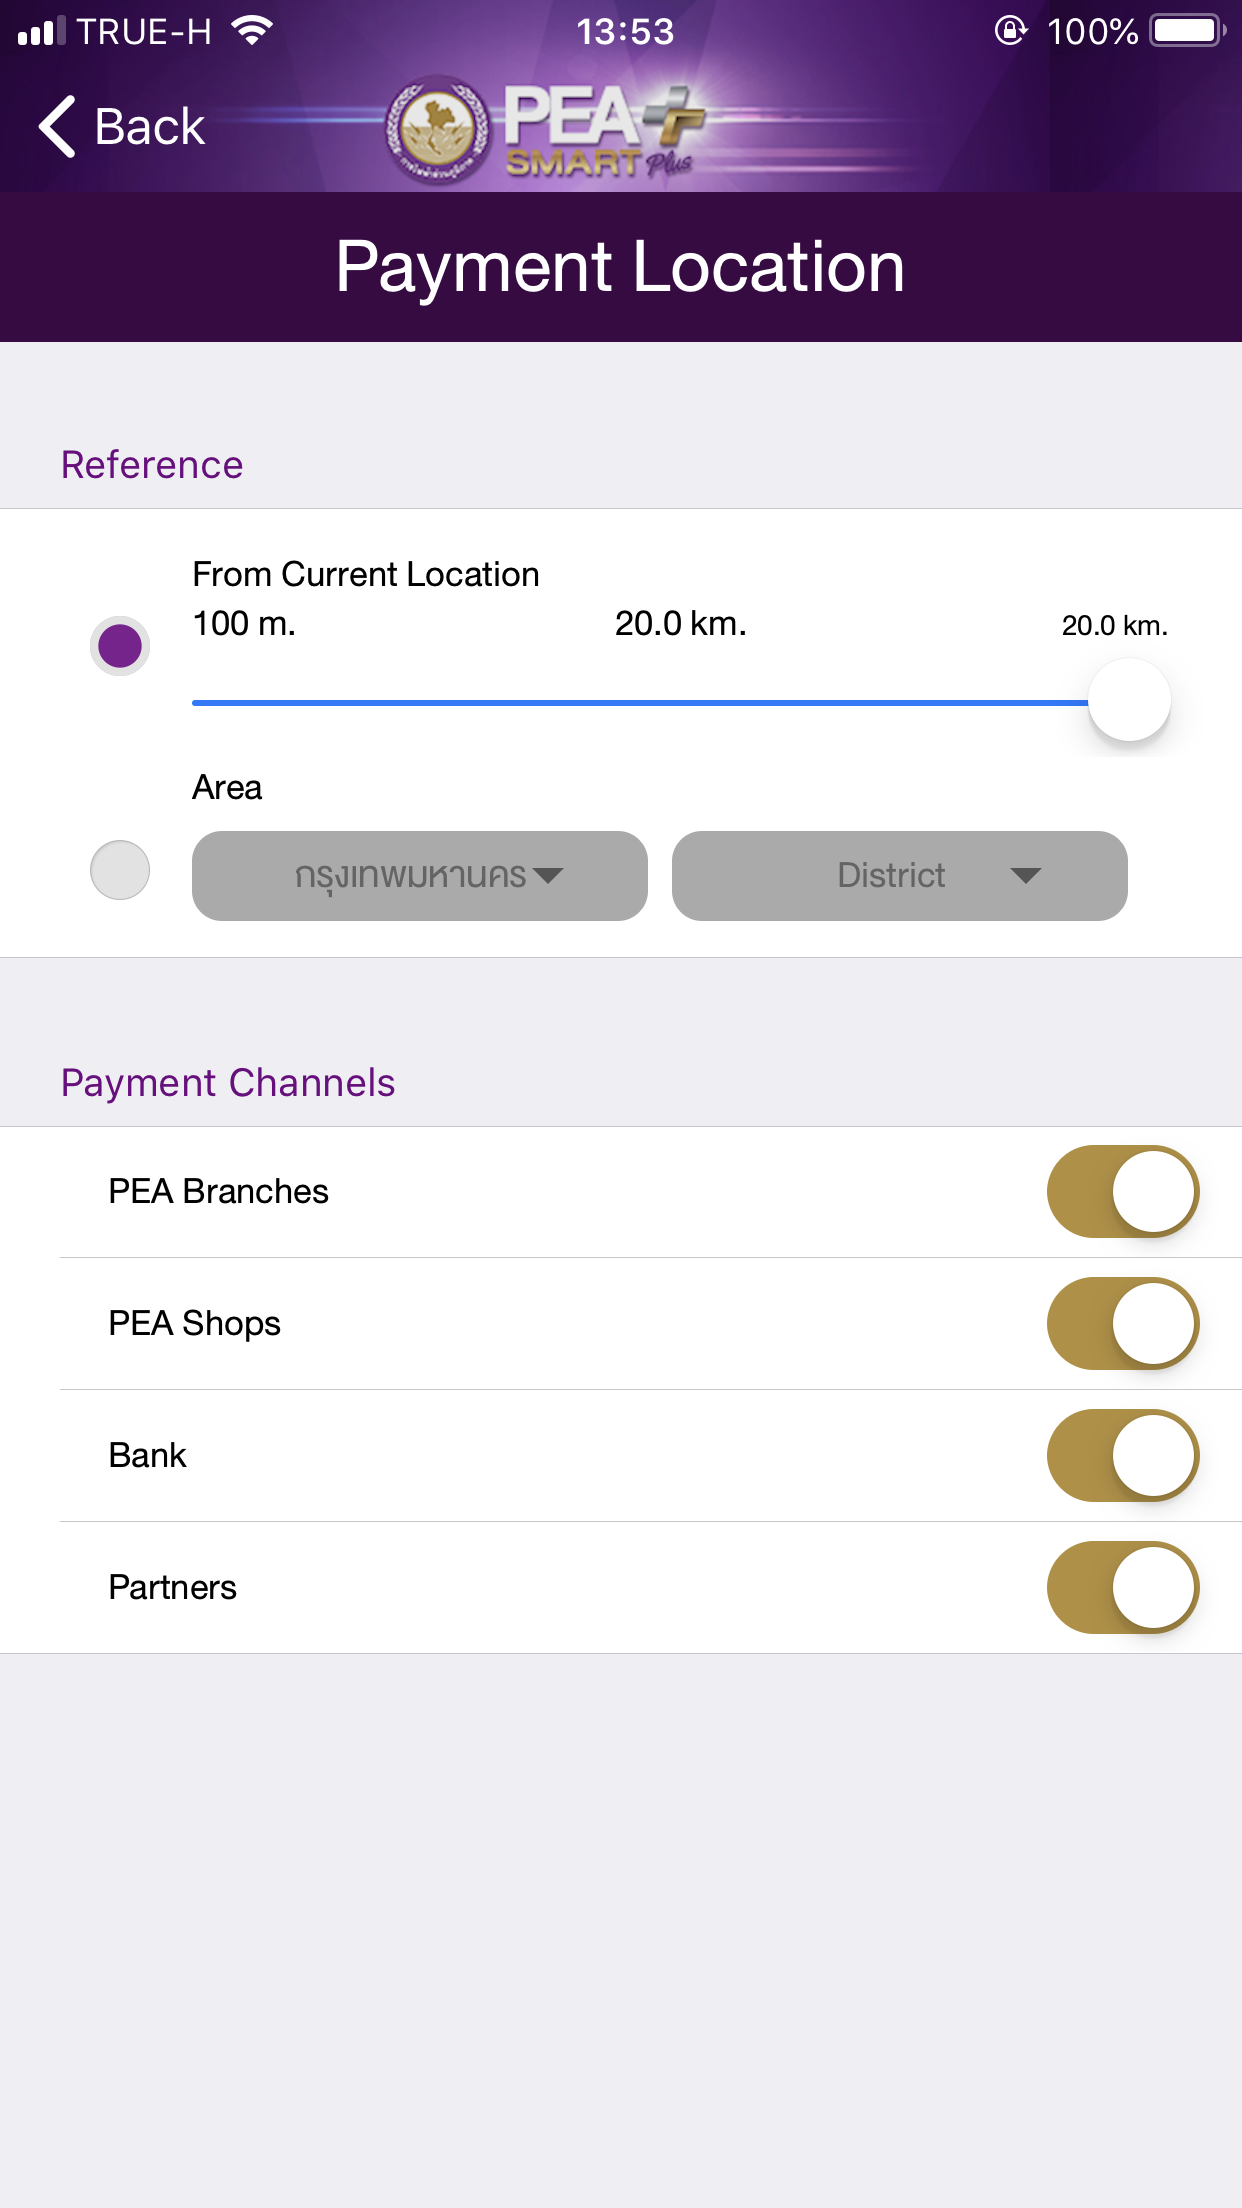 TRUE-H 13:53 100%
Back
PEA
SMART Plus
Payment Location
Reference
From Current Location
100 m. 20.0 km. 20.0 km.
Area
กรุงเทพมหานคร District
Payment Channels
PEA Branches
PEA Shops
Bank
Partners